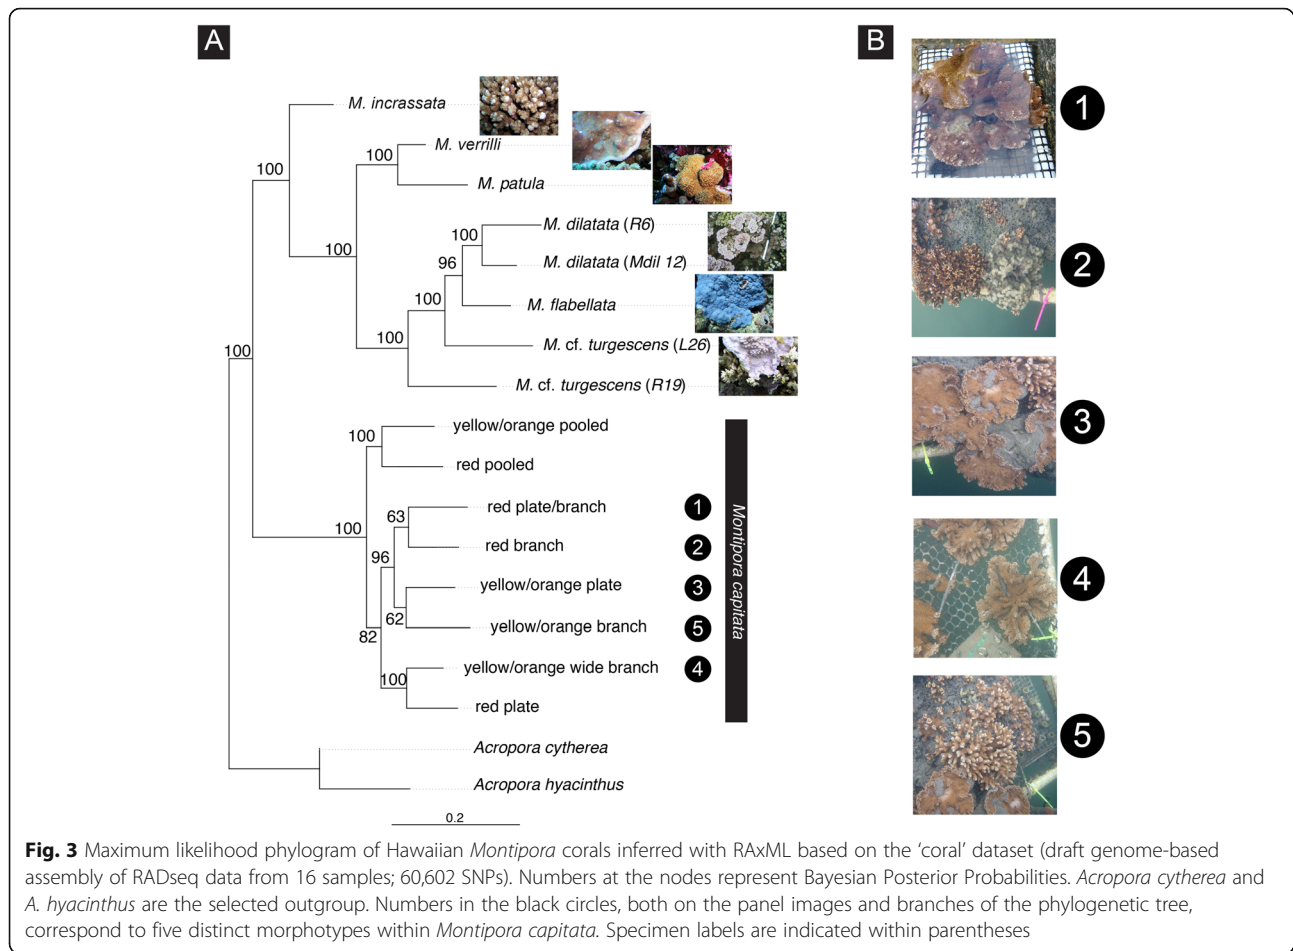 A
B
M. incrassata
100
M. verrilli
100
M. patula
100
M. dilatata (R6)
100
M. dilatata (Mdil 12)
96
M. flabellata
100
M. cf. turgescens (L26)
100
M. cf. turgescens (R19)
100
yellow/orange pooled
100
red pooled
100
red plate/branch 1
63
red branch 2
96
yellow/orange plate 3
62
yellow/orange branch 5
82
yellow/orange wide branch 4
100
red plate
Montipora capitata
Acropora cytherea
Acropora hyacinthus
0.2
1
2
3
4
5
Fig. 3 Maximum likelihood phylogram of Hawaiian Montipora corals inferred with RAxML based on the ‘coral’ dataset (draft genome-based
assembly of RADseq data from 16 samples; 60,602 SNPs). Numbers at the nodes represent Bayesian Posterior Probabilities. Acropora cytherea and
A. hyacinthus are the selected outgroup. Numbers in the black circles, both on the panel images and branches of the phylogenetic tree,
correspond to five distinct morphotypes within Montipora capitata. Specimen labels are indicated within parentheses